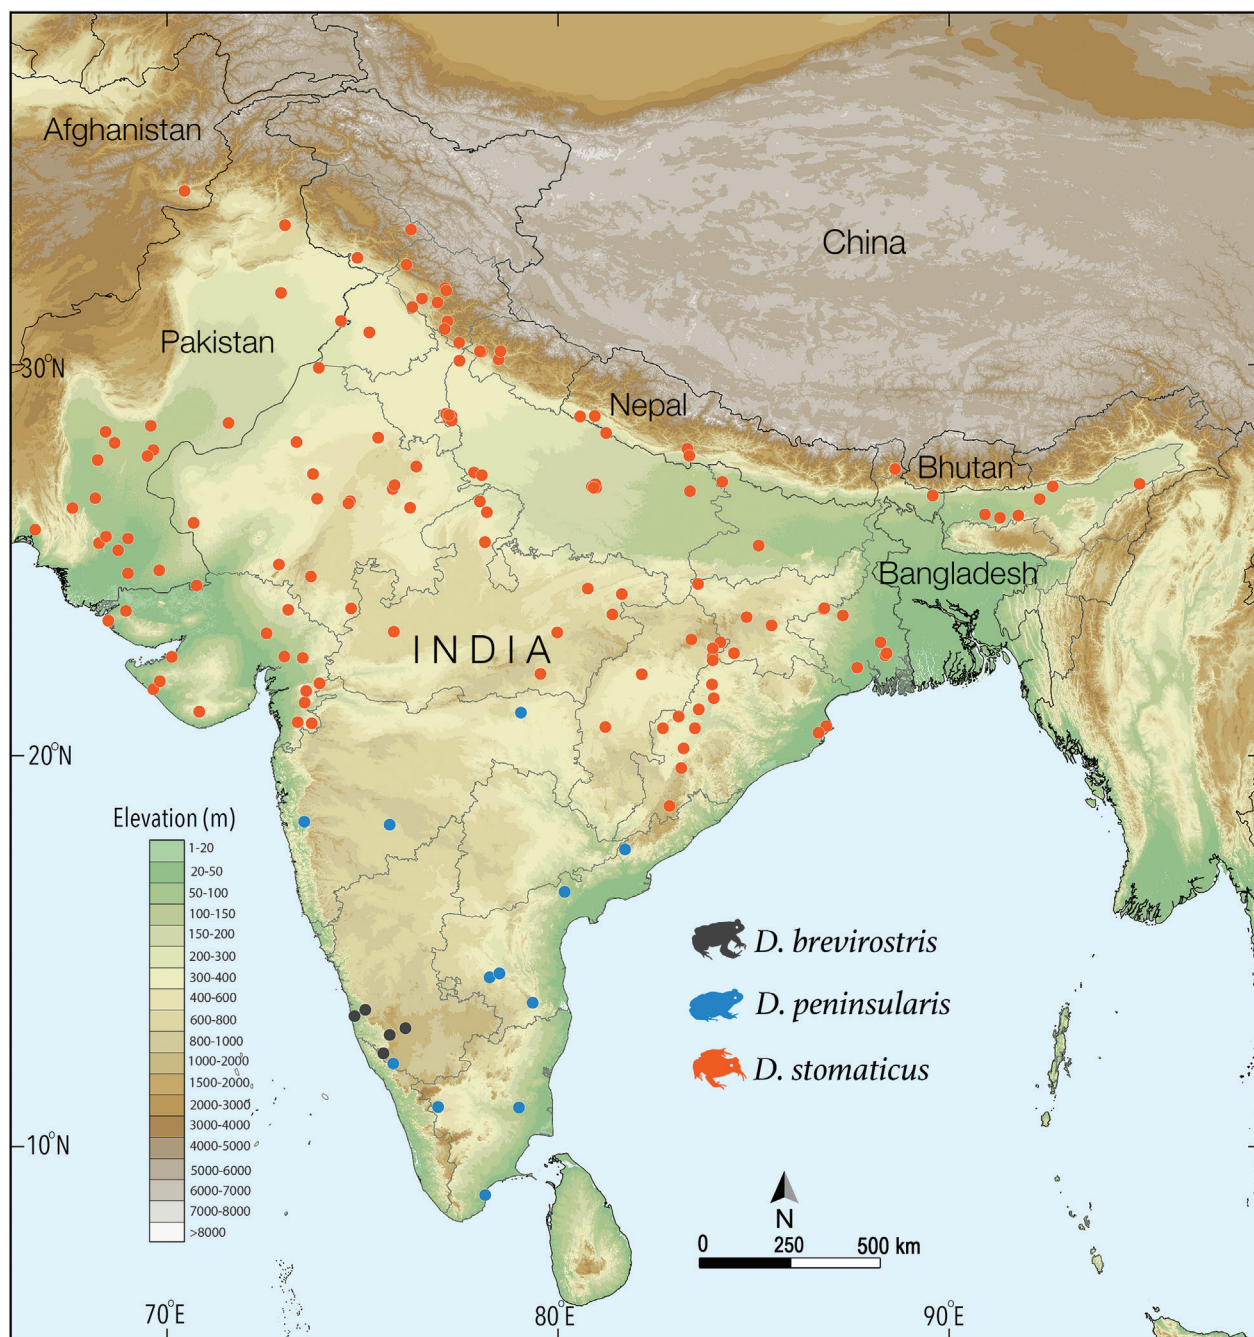 Afghanistan
China
Pakistan
30°N
Nepal
Bhutan
Bangladesh
INDIA
20°N
Elevation (m)
1-20
20-50
50-100
100-150
150-200
200-300
300-400
400-600
600-800
800-1000
1000-2000
1500-2000
2000-3000
3000-4000
4000-5000
5000-6000
6000-7000
7000-8000
>8000
D. brevirostris
D. peninsularis
D. stomaticus
10°N
N
0 250 500 km
70°E 80°E 90°E